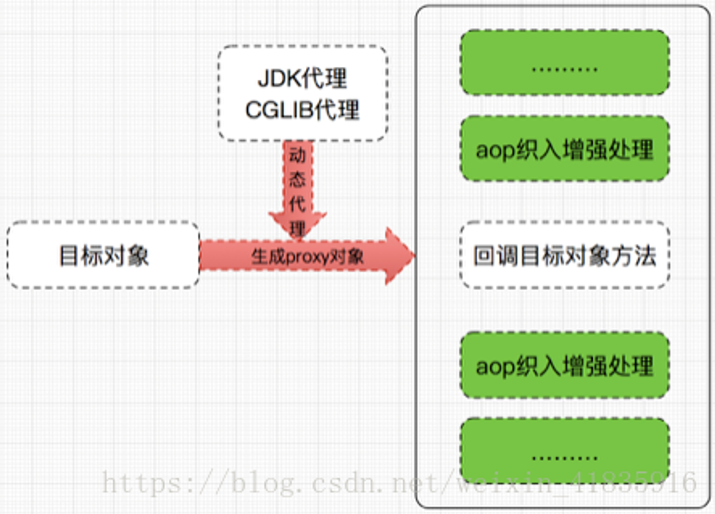 JDK代理
CGLIB代理
动态代理
目标对象
生成proxy对象
.........
aop织入增强处理
回调目标对象方法
aop织入增强处理
.........
https://blog.csdn.net/weixin_41835916